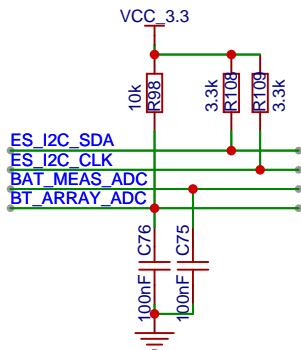 VCC_3.3
10k
R98
3.3k
R108
R109
3.3k
ES_I2C_SDA
ES_I2C_CLK
BAT_MEAS_ADC
BT_ARRAY_ADC
C76
100nF
C75
100nF